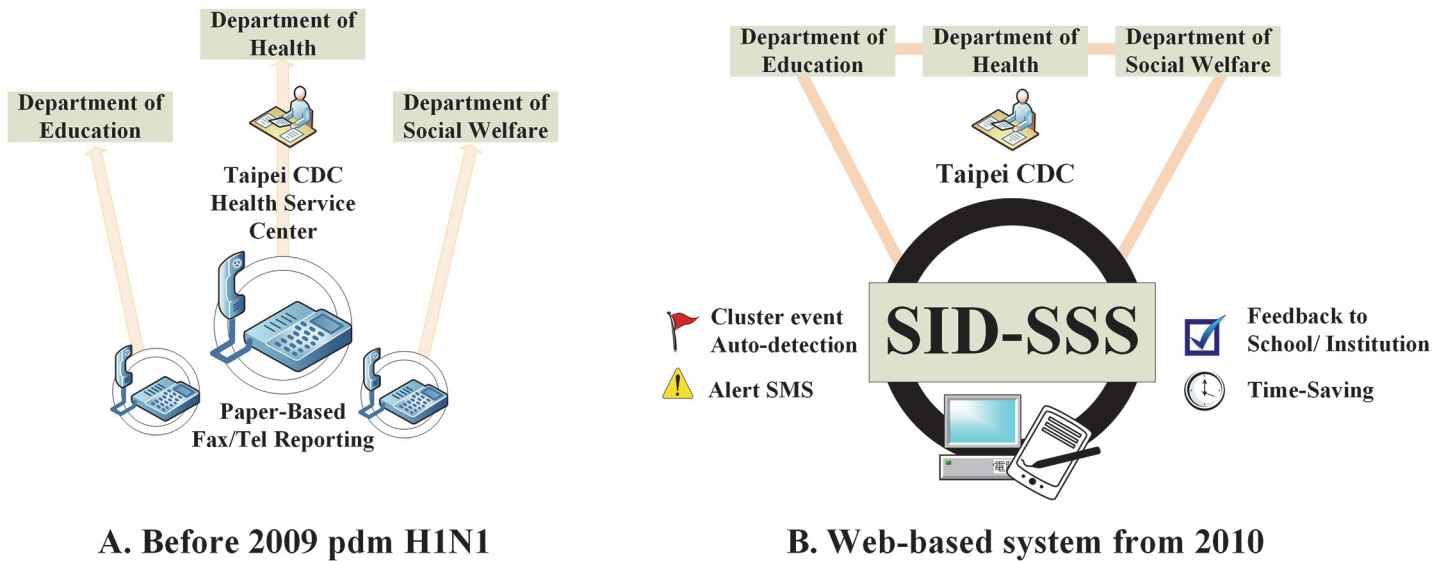 Department of
Health
Department of
Education
Department of
Social Welfare
Taipei CDC
Health Service
Center
Paper-Based
Fax/Tel Reporting
A. Before 2009 pdm H1N1
Department of
Education
Department of
Health
Department of
Social Welfare
Taipei CDC
SID-SSS
Cluster event
Auto-detection
Alert SMS
Feedback to
School/ Institution
Time-Saving
B. Web-based system from 2010